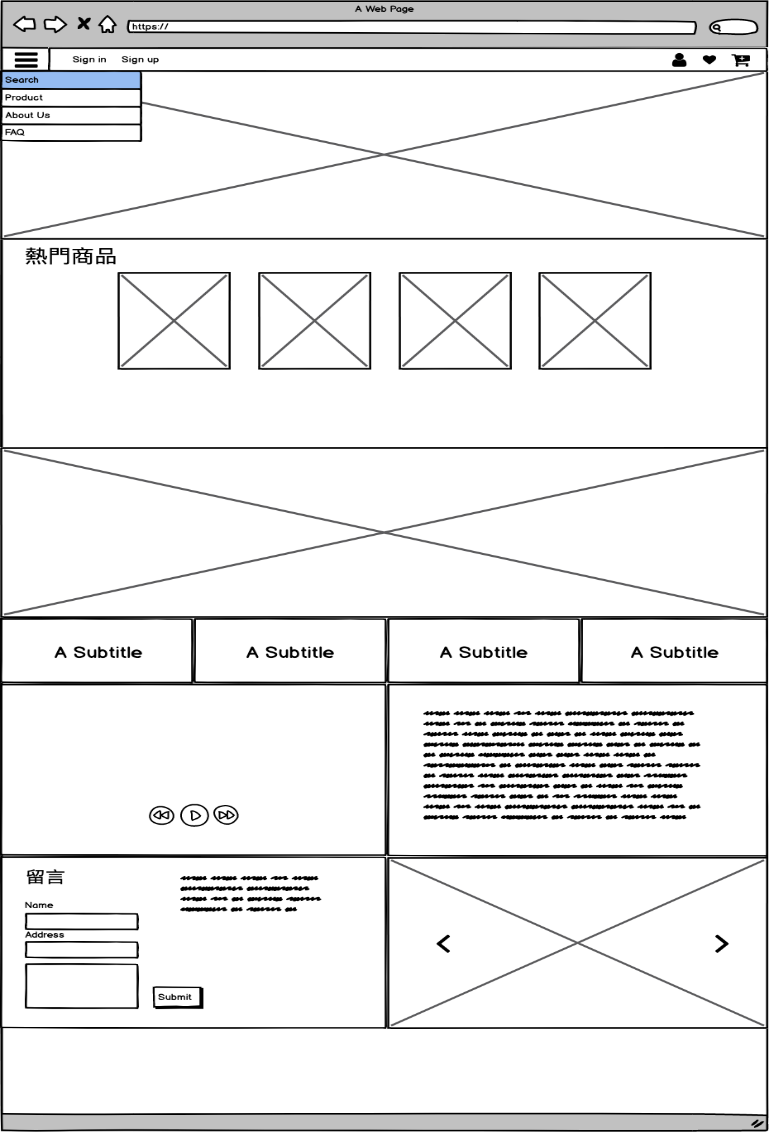 A Web Page
https://
Sign in Sign up
Search
Product
About Us
FAQ
熱門商品
A Subtitle A Subtitle A Subtitle A Subtitle
留言
Name
Address
Submit